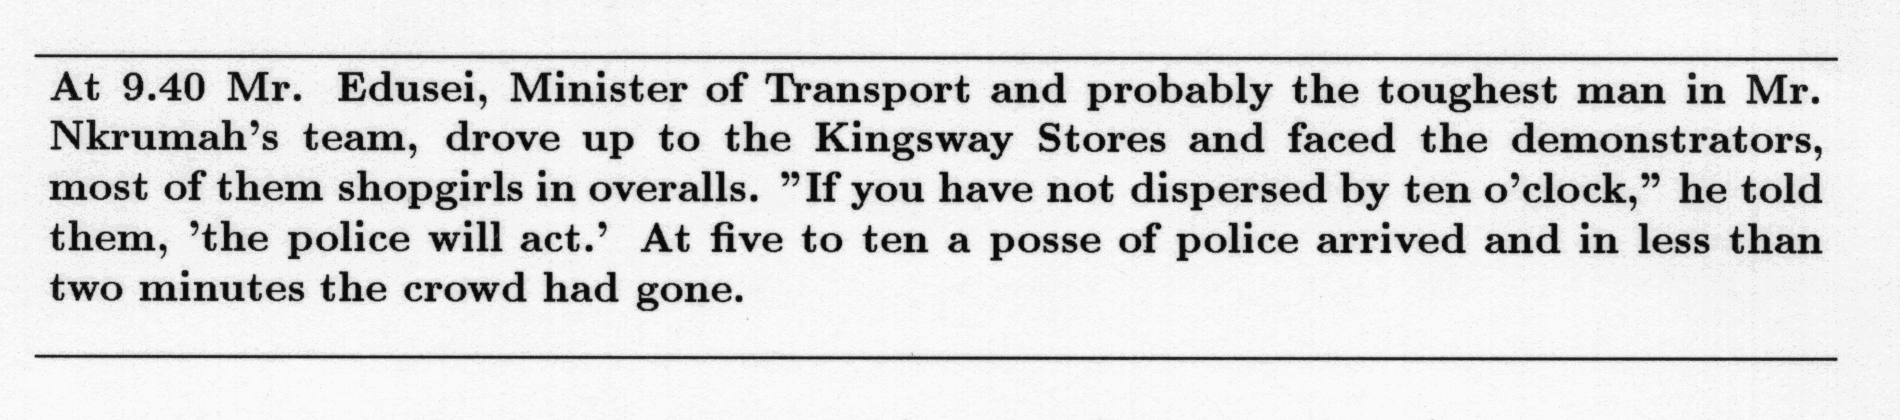 At 9.40 Mr. Edusei, Minister of Transport and probably the toughest man in Mr.
Nkrumah’s team, drove up to the Kingsway Stores and faced the demonstrators,
most of them shopgirls in overalls. ”If you have not dispersed by ten o’clock,” he told
them, ’the police will act.’ At five to ten a posse of police arrived and in less than
two minutes the crowd had gone.